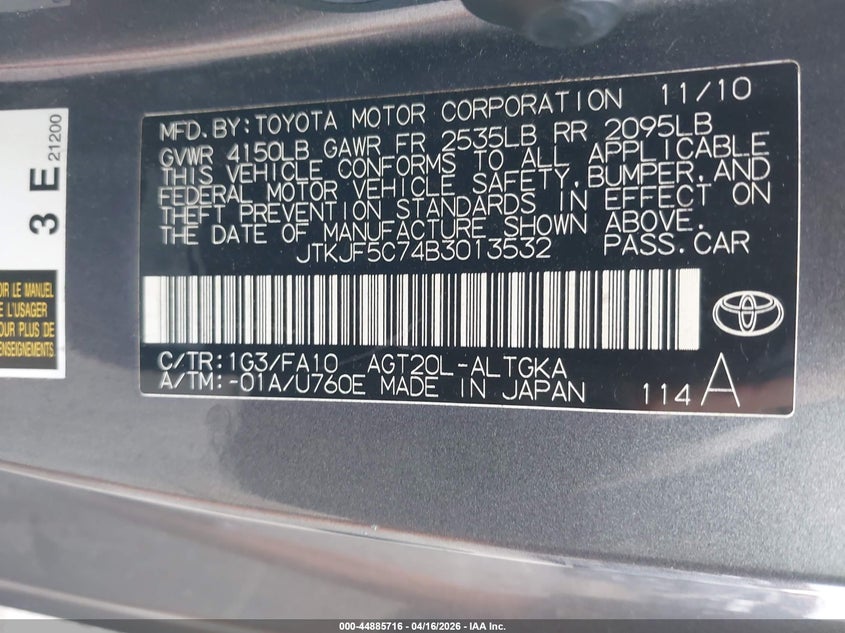 MFD. BY: TOYOTA MOTOR CORPORATION 11/10
GVWR 4150LB GAWR FR 2535LB RR 2095LB
THIS VEHICLE CONFORMS TO ALL APPLICABLE
FEDERAL MOTOR VEHICLE SAFETY, BUMPER, AND
THEFT PREVENTION STANDARDS IN EFFECT ON
THE DATE OF MANUFACTURE SHOWN ABOVE.
JTKJF5C74B3013532 PASS. CAR
C/TR: 1G3/FA10 AGT20L-ALTGKA
A/TM: -01A/U760E MADE IN JAPAN
114 A
3 E
21200
OIR LE MANUEL
E L'USAGER
OUR PLUS DE
ENSEIGNEMENTS
000-44885716 - 04/16/2026 - IAA Inc.